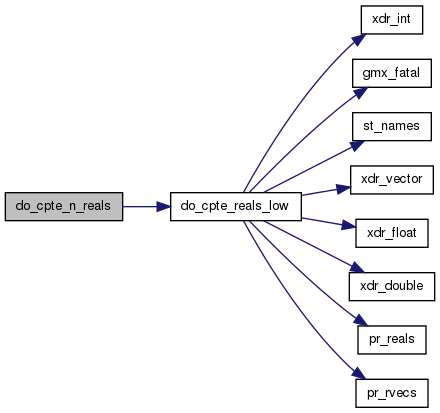 xdr_int
gmx_fatal
st_names
xdr_vector
do_cpte_n_reals
do_cpte_reals_low
xdr_float
xdr_double
pr_reals
pr_rvecs